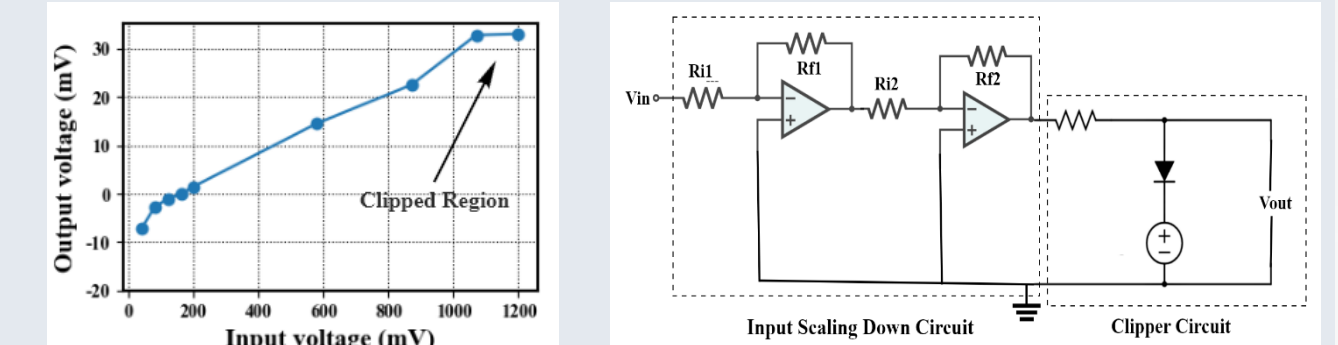 Output voltage (mV)
30
20
10
0
-10
-20
0
200
400
600
800
1000
1200
Input voltage (mV)
Clipped Region
Vin
Ri1
Rf1
Ri2
Rf2
Vout
Input Scaling Down Circuit
Clipper Circuit